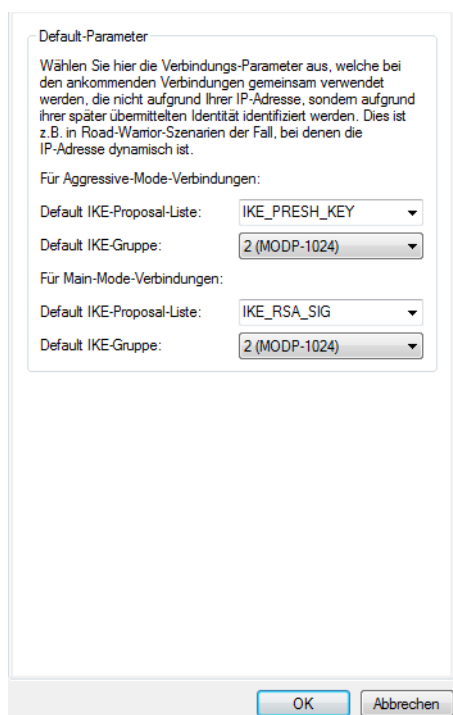 Default-Parameter
Wählen Sie hier die Verbindungs-Parameter aus, welche bei
den ankommenden Verbindungen gemeinsam verwendet
werden, die nicht aufgrund Ihrer IP-Adresse, sondern aufgrund
ihrer später übermittelten Identität identifiziert werden. Dies ist
z.B. in Road-Warrior-Szenarien der Fall, bei denen die
IP-Adresse dynamisch ist.
Für Aggressive-Mode-Verbindungen:
Default IKE-Proposal-Liste: IKE_PRESH_KEY
Default IKE-Gruppe: 2 (MODP-1024)
Für Main-Mode-Verbindungen:
Default IKE-Proposal-Liste: IKE_RSA_SIG
Default IKE-Gruppe: 2 (MODP-1024)
OK Abbrechen